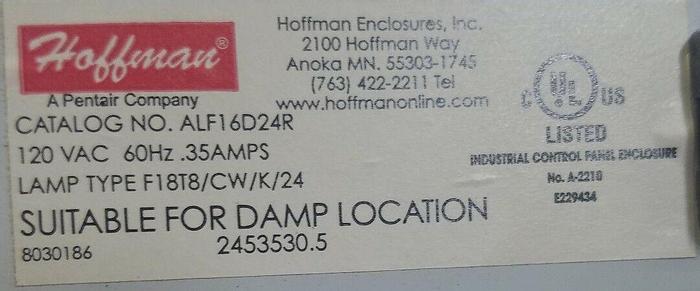 Hoffman®
A Pentair Company
Hoffman Enclosures, Inc.
2100 Hoffman Way
Anoka MN. 55303-1745
(763) 422-2211 Tel
www.hoffmanonline.com
CATALOG NO. ALF16D24R
120 VAC 60Hz .35AMPS
LAMP TYPE F18T8/CW/K/24
SUITABLE FOR DAMP LOCATION
8030186 2453530.5
C UL US
LISTED
INDUSTRIAL CONTROL PANEL ENCLOSURE
No. A-2210
E229434